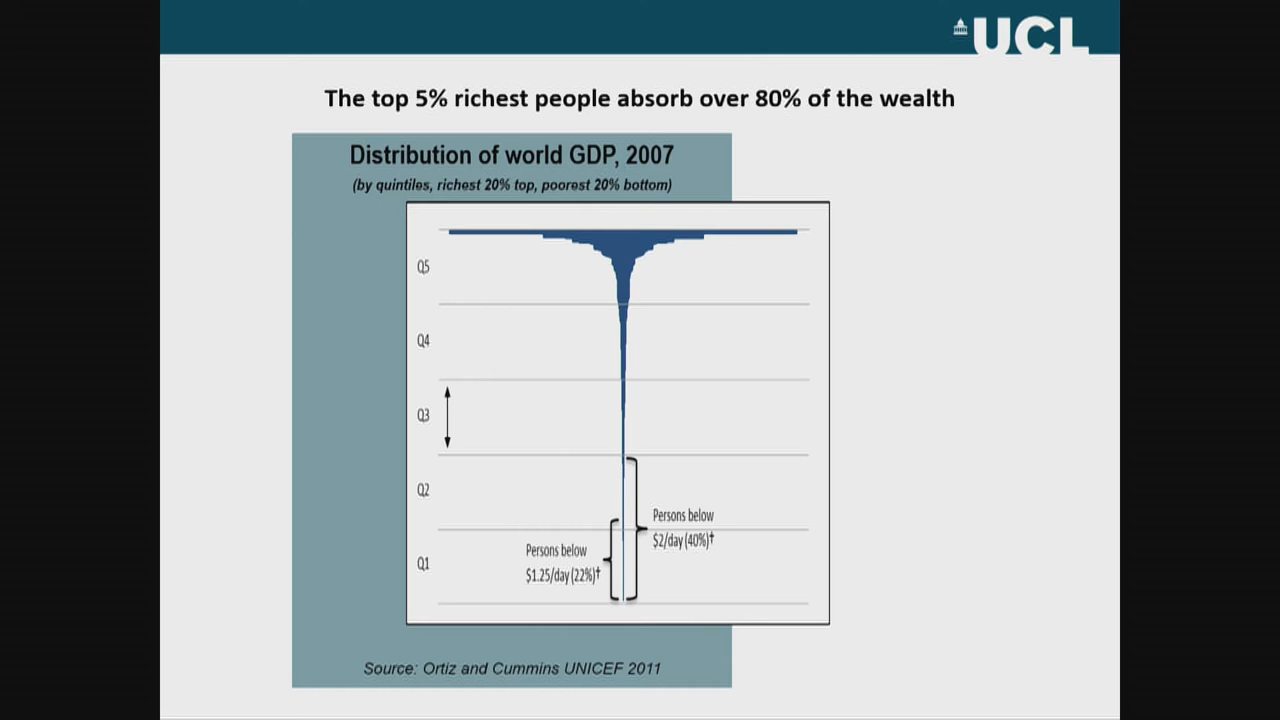 UCL
The top 5% richest people absorb over 80% of the wealth
Distribution of world GDP, 2007
(by quintiles, richest 20% top, poorest 20% bottom)
Q5
Q4
Q3
Q2
Q1
Persons below
$2/day (40%)†
Persons below
$1.25/day (22%)†
Source: Ortiz and Cummins UNICEF 2011